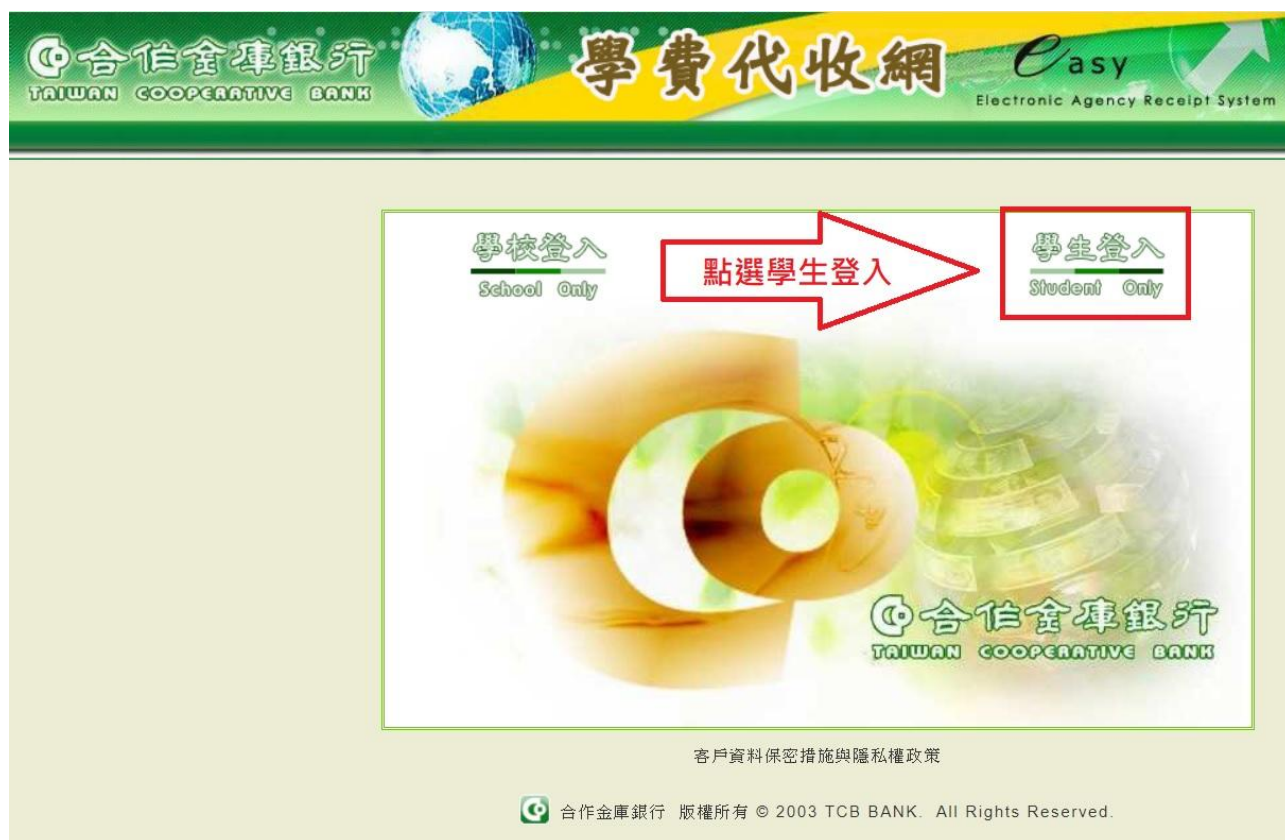 合作金庫銀行
TAIWAN COOPERATIVE BANK
學費代收網
easy
Electronic Agency Receipt System
學校登入
School Only
點選學生登入
學生登入
Student Only
合作金庫銀行
TAIWAN COOPERATIVE BANK
客戶資料保密措施與隱私權政策
合作金庫銀行 版權所有 © 2003 TCB BANK. All Rights Reserved.